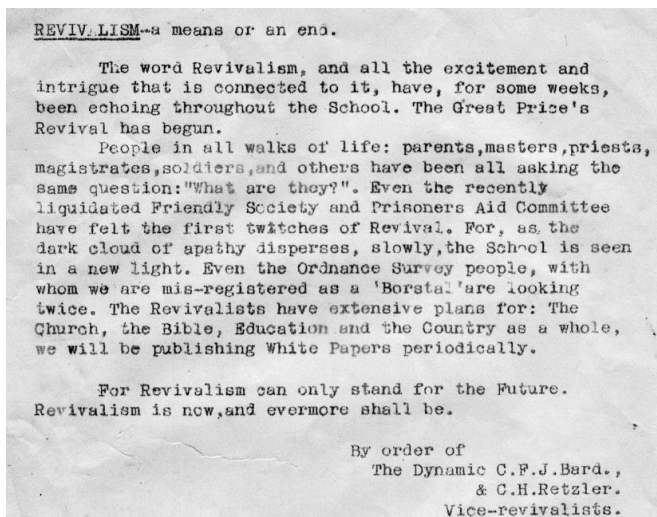 REVIVALISM-a means or an end.
The word Revivalism, and all the excitement and
intrigue that is connected to it, have, for some weeks,
been echoing throughout the School. The Great Price's
Revival has begun.
People in all walks of life: parents,masters,priests,
magistrates,soldiers,and others have been all asking the
same question:"What are they?". Even the recently
liquidated Friendly Society and Prisoners Aid Committee
have felt the first twitches of Revival. For, as, the
dark cloud of apathy disperses, slowly,the School is seen
in a new light. Even the Ordnance Survey people, with
whom we are mis-registered as a 'Borstal'are looking
twice. The Revivalists have extensive plans for: The
Church, the Bible, Education and the Country as a whole,
we will be publishing White Papers periodically.
For Revivalism can only stand for the Future.
Revivalism is now,and evermore shall be.
By order of
The Dynamic C.F.J.Bard.,
& C.H.Retzler.
Vice-revivalists.